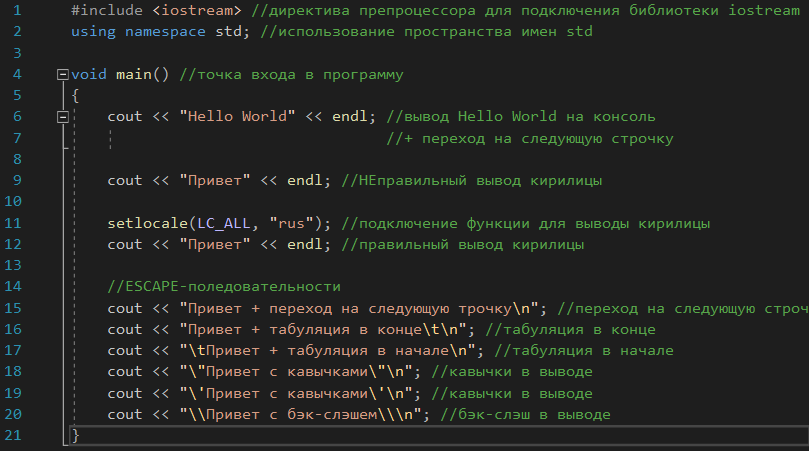 1 #include <iostream> //директива препроцессора для подключения библиотеки iostream
2 using namespace std; //использование пространства имен std
3
4 void main() //точка входа в программу
5 {
6 cout << "Hello World" << endl; //вывод Hello World на консоль
7 //+ переход на следующую строчку
8
9 cout << "Привет" << endl; //НЕправильный вывод кирилицы
10
11 setlocale(LC_ALL, "rus"); //подключение функции для выводы кирилицы
12 cout << "Привет" << endl; //правильный вывод кирилицы
13
14 //ESCAPE-поледовательности
15 cout << "Привет + переход на следующую трочку\n"; //переход на следующую строч
16 cout << "Привет + табуляция в конце\t\n"; //табуляция в конце
17 cout << "\tПривет + табуляция в начале\n"; //табуляция в начале
18 cout << "\"Привет с кавычками\"\n"; //кавычки в выводе
19 cout << "\'Привет с кавычками\'\n"; //кавычки в выводе
20 cout << "\\Привет с бэк-слэшем\\\n"; //бэк-слэш в выводе
21 }